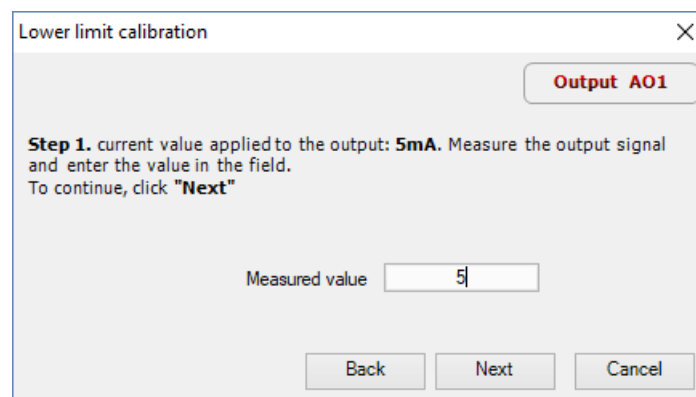 Lower limit calibration
Output AO1
Step 1. current value applied to the output: 5mA. Measure the output signal
and enter the value in the field.
To continue, click "Next"
Measured value 5
Back Next Cancel